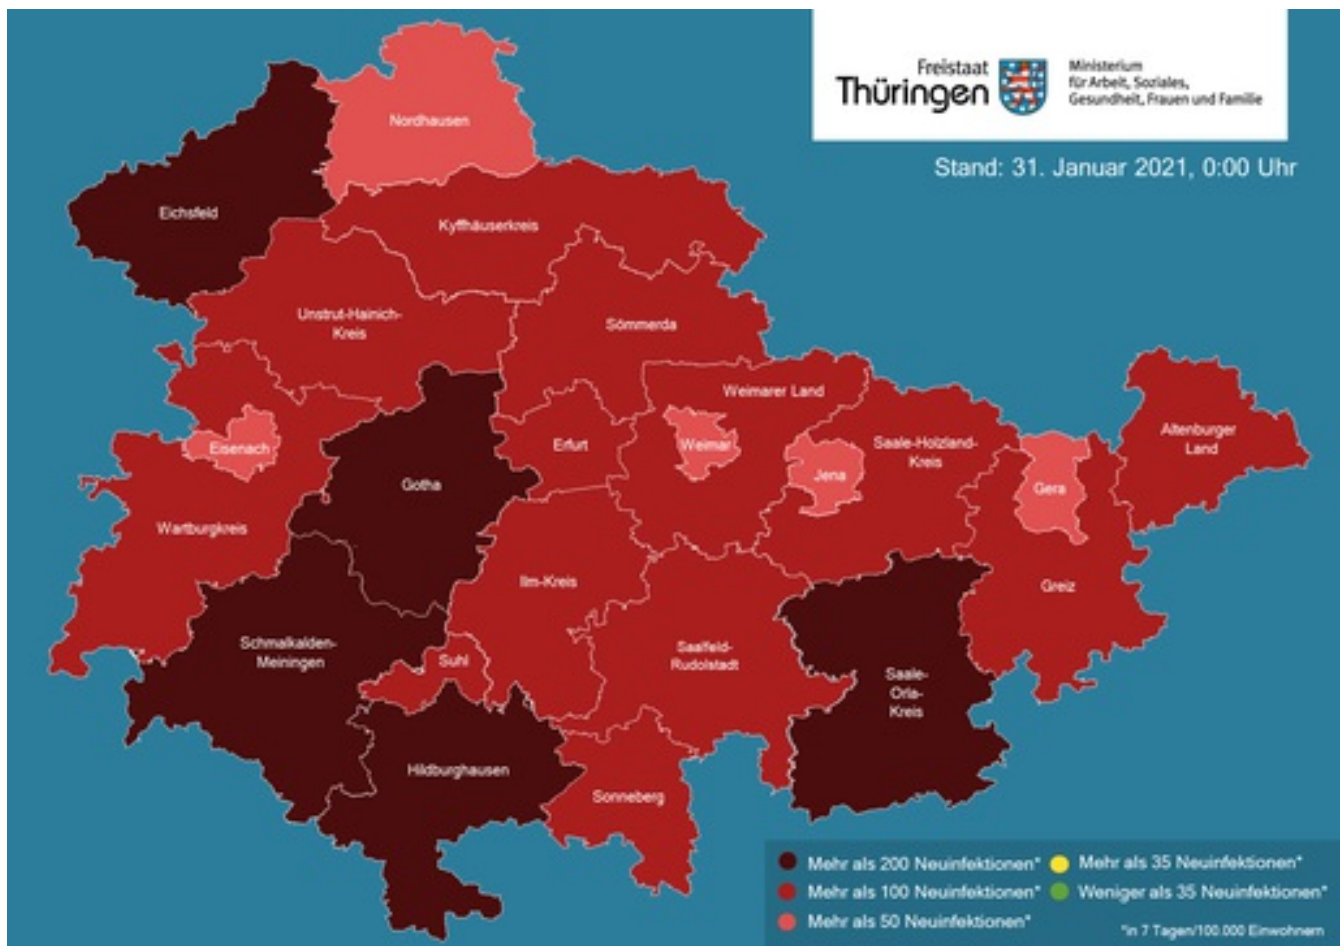 Freistaat
Thüringen
Ministerium
für Arbeit, Soziales,
Gesundheit, Frauen und Familie
Stand: 31. Januar 2021, 0:00 Uhr
Nordhausen
Eichsfeld
Kyffhäuserkreis
Unstrut-Hainich-
Kreis
Sömmerda
Weimarer Land
Eisenach
Erfurt
Weimar
Jena
Saale-Holzland-
Kreis
Gera
Altenburger
Land
Gotha
Wartburgkreis
Ilm-Kreis
Greiz
Schmalkalden-
Meiningen
Suhl
Saalfeld-
Rudolstadt
Saale-
Orla-
Kreis
Hildburghausen
Sonneberg
Mehr als 200 Neuinfektionen*
Mehr als 100 Neuinfektionen*
Mehr als 50 Neuinfektionen*
Mehr als 35 Neuinfektionen*
Weniger als 35 Neuinfektionen*
*in 7 Tagen/100.000 Einwohnern